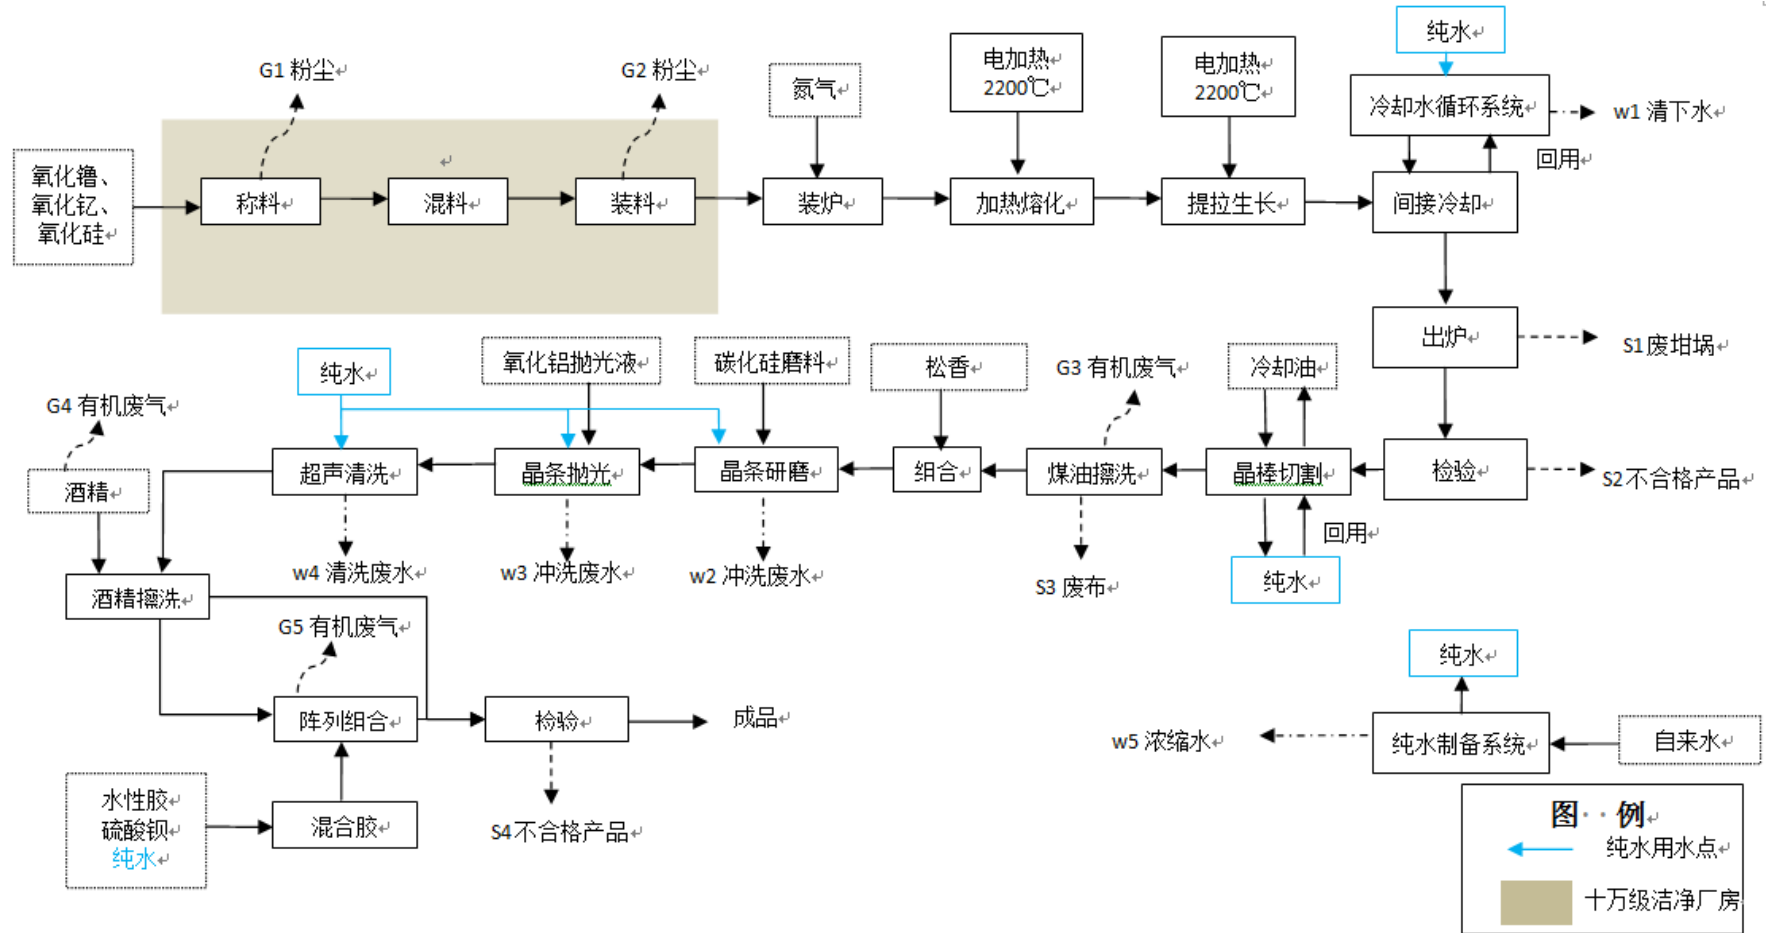 纯水
G1 粉尘
G2 粉尘
氮气
电加热
2200℃
电加热
2200℃
冷却水循环系统
w1 清下水
回用
氧化镥、
氧化钇、
氧化硅
称料
混料
装料
装炉
加热熔化
提拉生长
间接冷却
出炉
S1废坩埚
纯水
氧化铝抛光液
碳化硅磨料
松香
G3 有机废气
冷却油
G4 有机废气
酒精
超声清洗
晶条抛光
晶条研磨
组合
煤油擦洗
晶棒切割
检验
S2不合格产品
回用
w4 清洗废水
w3 冲洗废水
w2 冲洗废水
S3 废布
纯水
酒精擦洗
G5 有机废气
纯水
阵列组合
检验
成品
w5 浓缩水
纯水制备系统
自来水
水性胶
硫酸钡
纯水
混合胶
S4不合格产品
图 例
纯水用水点
十万级洁净厂房